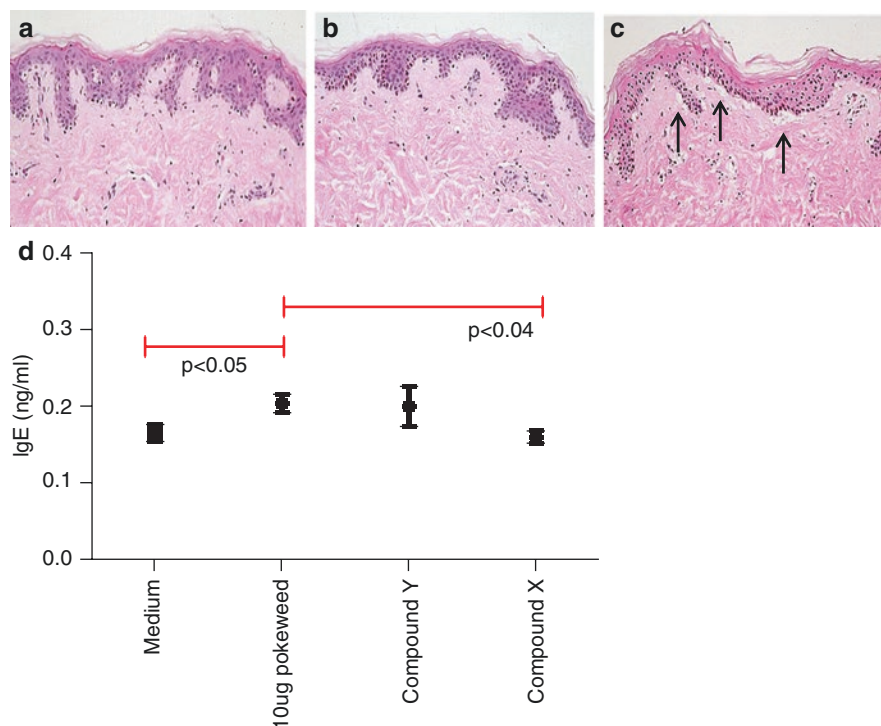 a
b
c
d
0.4
0.3
0.2
0.1
0.0
IgE (ng/ml)
p<0.05
p<0.04
Medium
10ug pokeweed
Compound Y
Compound X